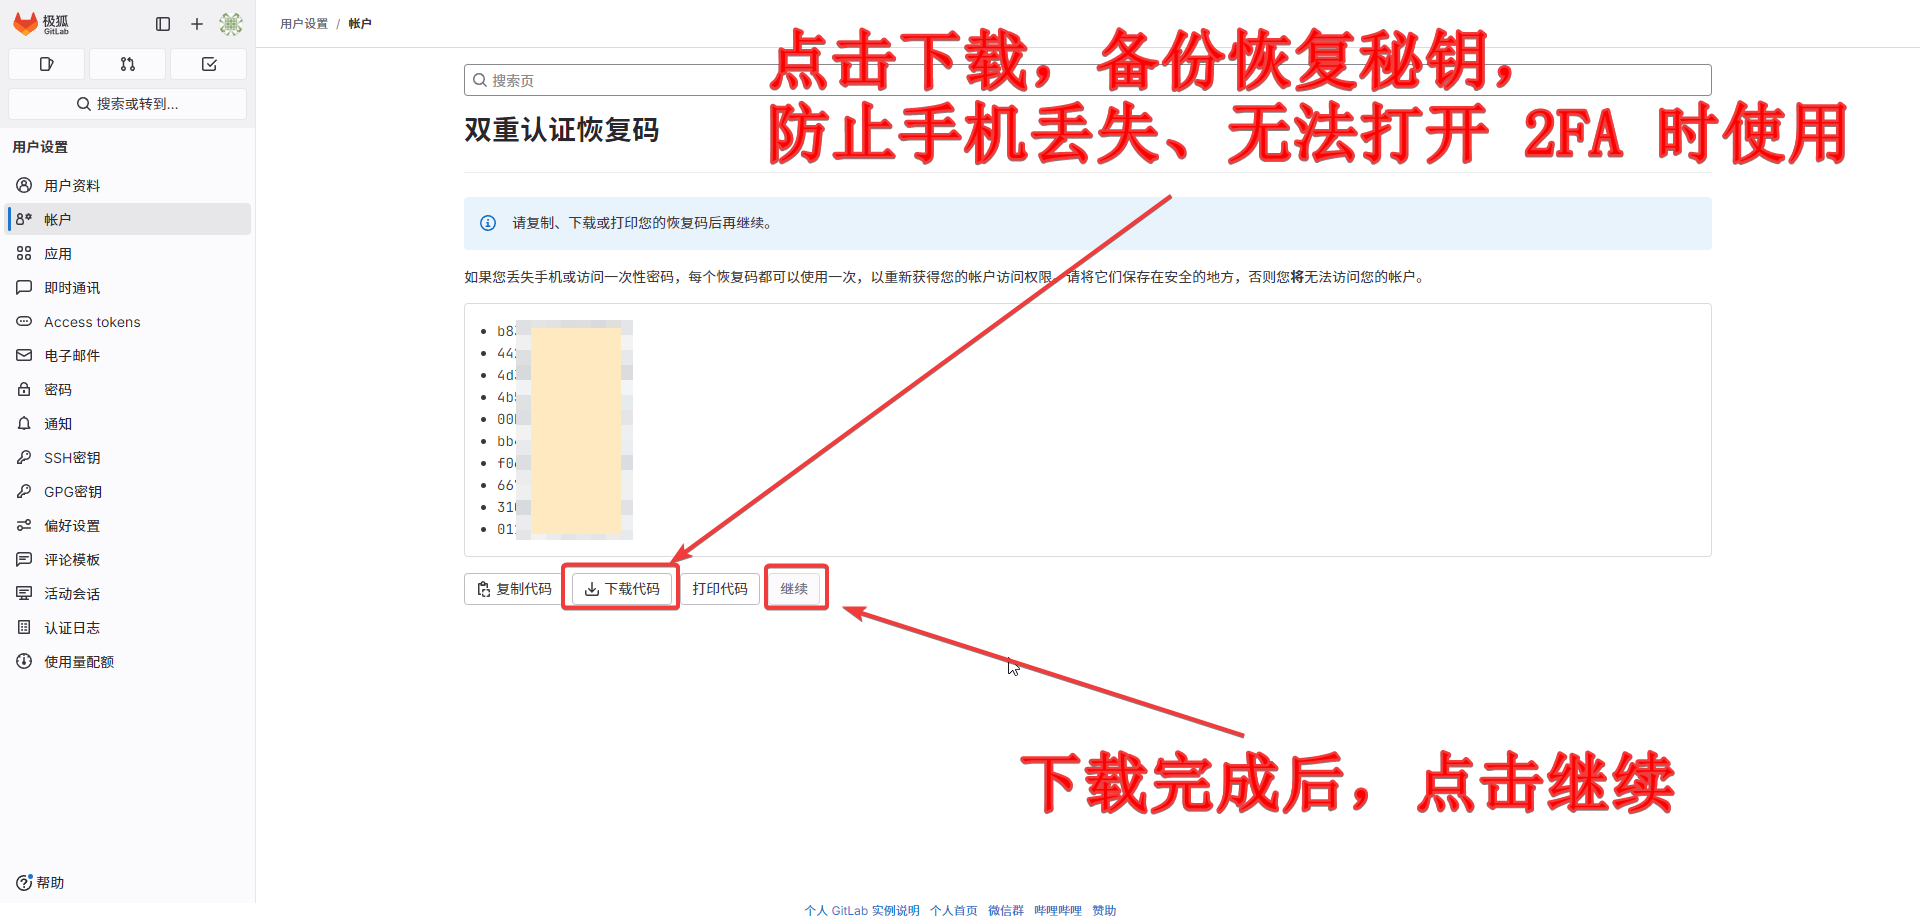 极狐
GitLab
用户设置 / 帐户
点击下载，备份恢复秘钥，
搜索页
防止手机丢失、无法打开 2FA 时使用
搜索或转到...
双重认证恢复码
用户设置
用户资料
帐户
应用
即时通讯
Access tokens
电子邮件
密码
通知
SSH密钥
GPG密钥
偏好设置
评论模板
活动会话
认证日志
使用量配额
帮助
请复制、下载或打印您的恢复码后再继续。
如果您丢失手机或访问一次性密码，每个恢复码都可以使用一次，以重新获得您的帐户访问权限。请将它们保存在安全的地方，否则您将无法访问您的帐户。
b8
44
4d
4b
00
bb
f0
66
31
01
复制代码 下载代码 打印代码 继续
下载完成后，点击继续
个人 GitLab 实例说明 个人首页 微信群 哔哩哔哩 赞助